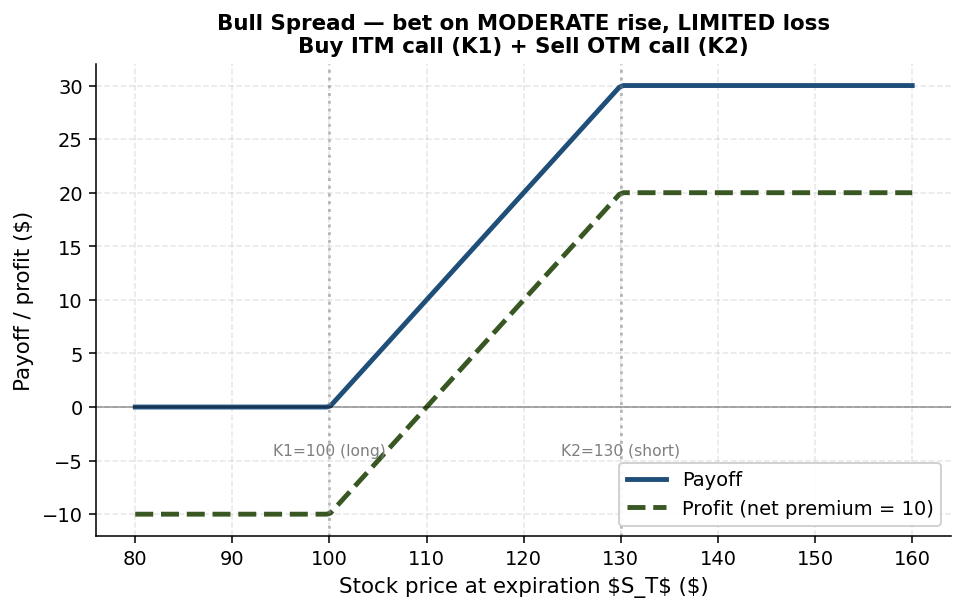 Bull Spread — bet on MODERATE rise, LIMITED loss
Buy ITM call (K1) + Sell OTM call (K2)
Payoff / profit ($)
30
25
20
15
10
5
0
−5
−10
K1=100 (long)
K2=130 (short)
Payoff
Profit (net premium = 10)
80
90
100
110
120
130
140
150
160
Stock price at expiration $S_T$ ($)